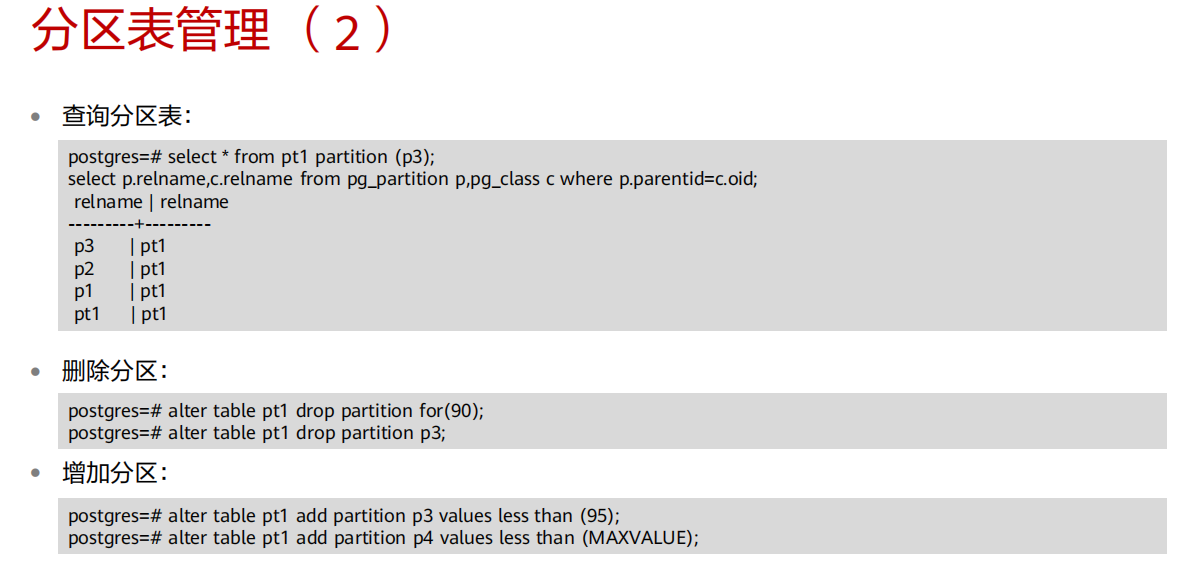 分区表管理（2）
• 查询分区表：
postgres=# select * from pt1 partition (p3);
select p.relname,c.relname from pg_partition p,pg_class c where p.parentid=c.oid;
relname | relname
---------+---------
p3 | pt1
p2 | pt1
p1 | pt1
pt1 | pt1
• 删除分区：
postgres=# alter table pt1 drop partition for(90);
postgres=# alter table pt1 drop partition p3;
• 增加分区：
postgres=# alter table pt1 add partition p3 values less than (95);
postgres=# alter table pt1 add partition p4 values less than (MAXVALUE);